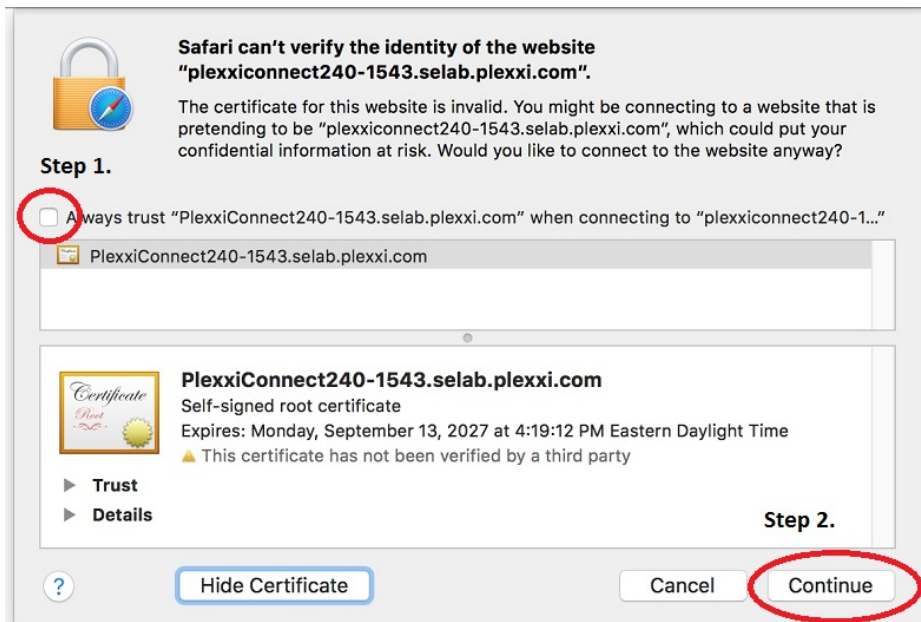 Safari can't verify the identity of the website
"plexxiconnect240-1543.selab.plexxi.com".
The certificate for this website is invalid. You might be connecting to a website that is
pretending to be "plexxiconnect240-1543.selab.plexxi.com", which could put your
confidential information at risk. Would you like to connect to the website anyway?
Step 1.
Always trust "PlexxiConnect240-1543.selab.plexxi.com" when connecting to "plexxiconnect240-1..."
PlexxiConnect240-1543.selab.plexxi.com
Certificate
Root
PlexxiConnect240-1543.selab.plexxi.com
Self-signed root certificate
Expires: Monday, September 13, 2027 at 4:19:12 PM Eastern Daylight Time
This certificate has not been verified by a third party
Trust
Details
Step 2.
?
Hide Certificate
Cancel
Continue